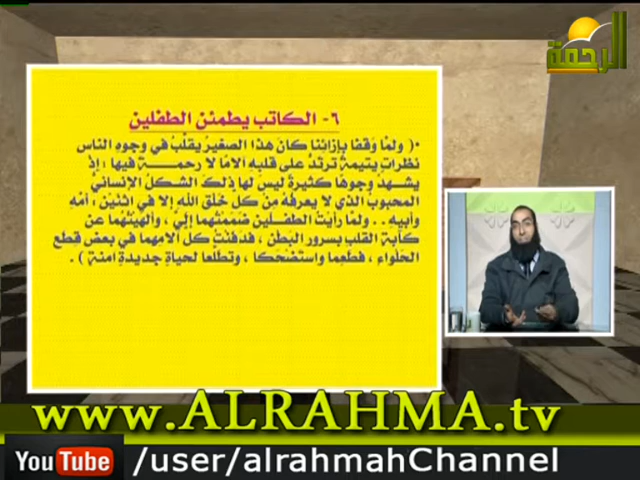 الرحمة
٦- الكاتب يطمئن الطفلين
•( ولما وقفا بإزائنا كان هذا الصغير يقلب في وجوه الناس
نظرات يتيمة ترتد على قلبه آلاما لا رحمة فيها ؛ إذ
يشهد وجوها كثيرة ليس لها ذلك الشكل الإنساني
المحبوب الذي لا يعرفه من كل خلق الله إلا في اثنين : أمه
وأبيه . . ولما رأيت الطفلين ضممتهما إلي ، وألهيتهما عن
كآبة القلب بسرور البطن ، فدفنت كل آلامهما في بعض قطع
الحلواء ، فطعما واستضحكا ، وتطلعا لحياة جديدة آمنة ) .
www.ALRAHMA.tv
YouTube /user/alrahmahChannel